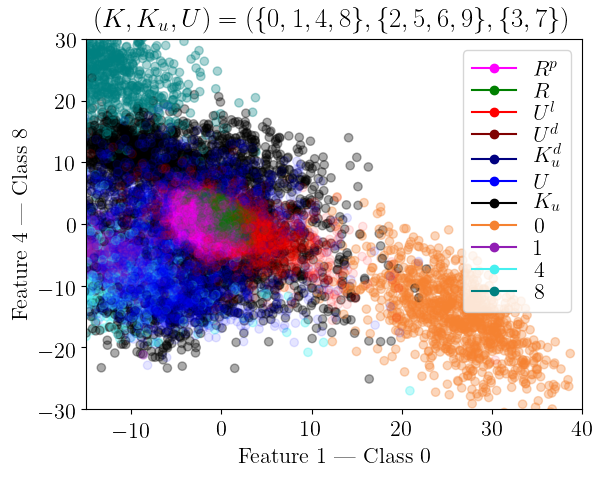 (K, K_u, U) = ({0, 1, 4, 8}, {2, 5, 6, 9}, {3, 7})
R^p
R
U^l
U^d
K_u^d
U
K_u
0
1
4
8
30
20
10
0
−10
−20
−30
Feature 4 — Class 8
−10 0 10 20 30 40
Feature 1 — Class 0